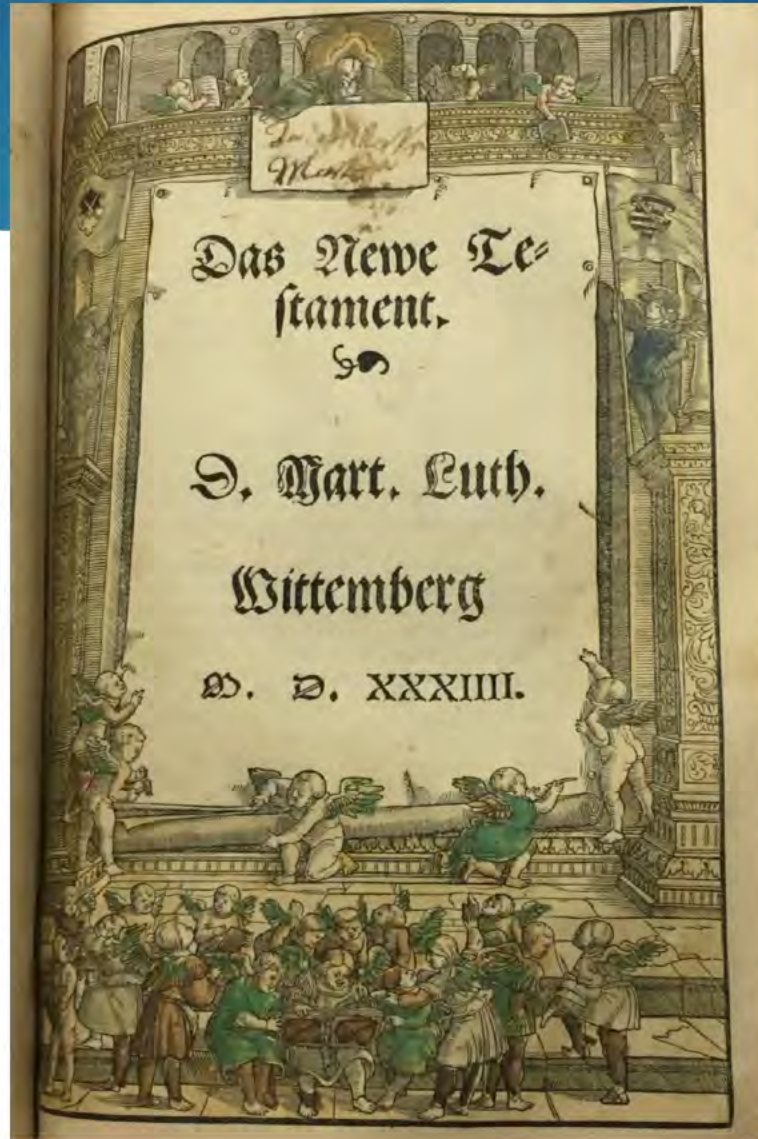 Das Newe Te⸗
stament.
D. Mart. Luth.
Wittemberg
M. D. XXXIIII.